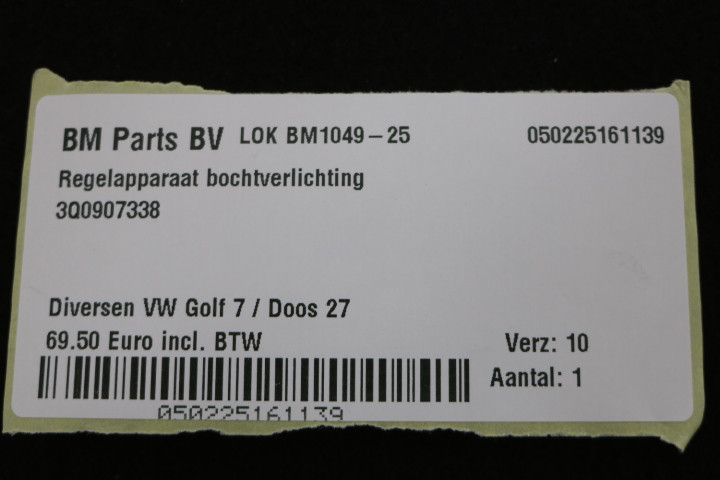 BM Parts BV LOK BM1049-25 050225161139
Regelapparaat bochtverlichting
3Q0907338
Diversen VW Golf 7 / Doos 27
69.50 Euro incl. BTW
Verz: 10
Aantal: 1
050225161139